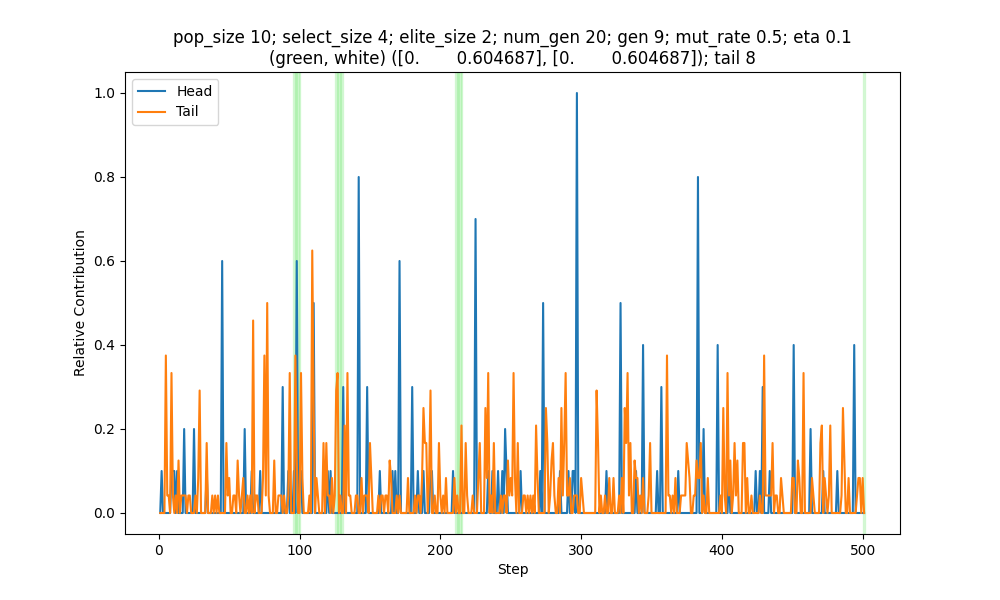 pop_size 10; select_size 4; elite_size 2; num_gen 20; gen 9; mut_rate 0.5; eta 0.1
(green, white) ([0. 0.604687], [0. 0.604687]); tail 8
Head
Tail
1.0
0.8
0.6
0.4
0.2
0.0
Relative Contribution
0 100 200 300 400 500
Step